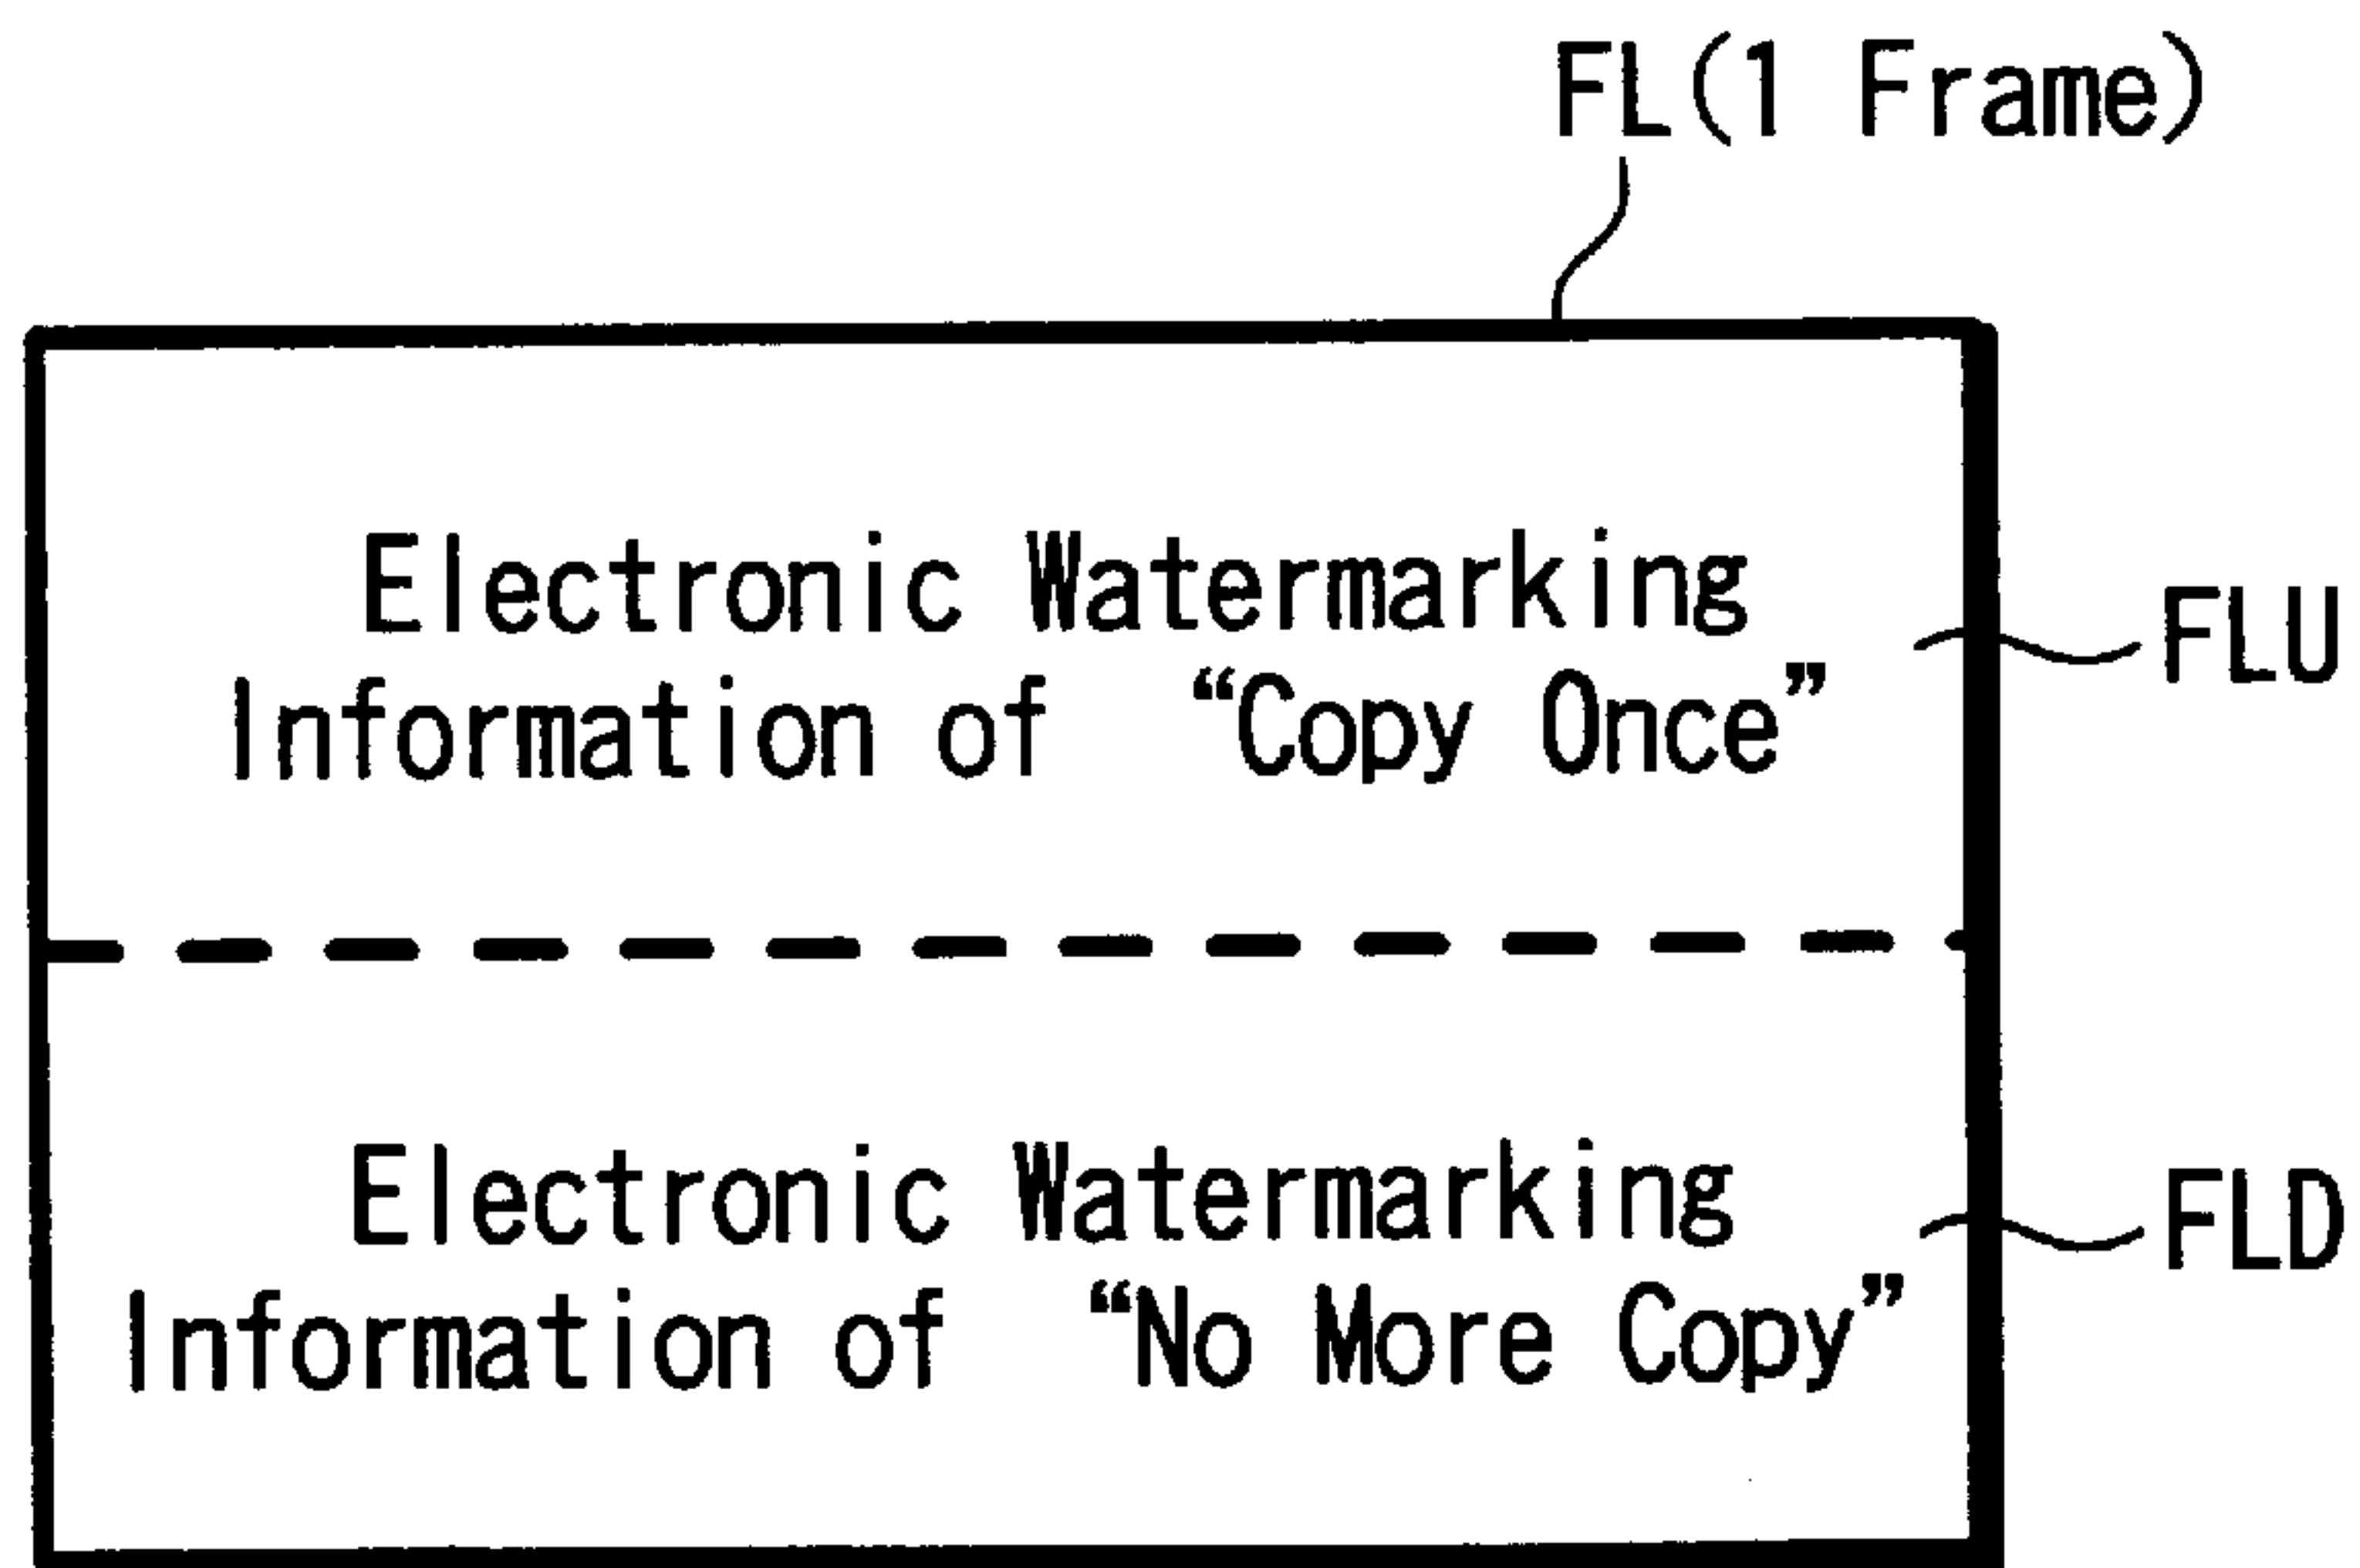 FL(1 Frame)
Electronic Watermarking
Information of “Copy Once”
FLU
Electronic Watermarking
Information of “No More Copy”
FLD